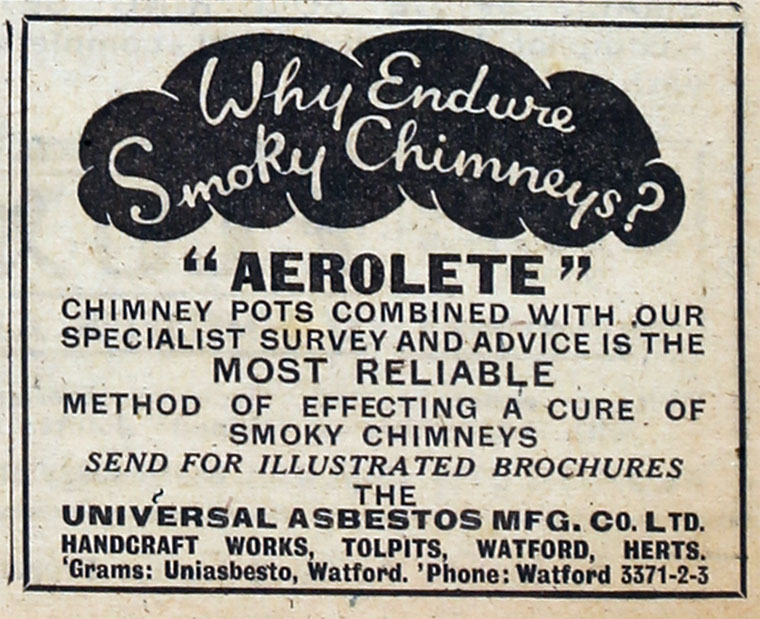 Why Endure
Smoky Chimneys?
“AEROLETE”
CHIMNEY POTS COMBINED WITH OUR
SPECIALIST SURVEY AND ADVICE IS THE
MOST RELIABLE
METHOD OF EFFECTING A CURE OF
SMOKY CHIMNEYS
SEND FOR ILLUSTRATED BROCHURES
THE
UNIVERSAL ASBESTOS MFG. CO. LTD.
HANDCRAFT WORKS, TOLPITS, WATFORD, HERTS.
'Grams: Uniasbesto, Watford. 'Phone: Watford 3371-2-3